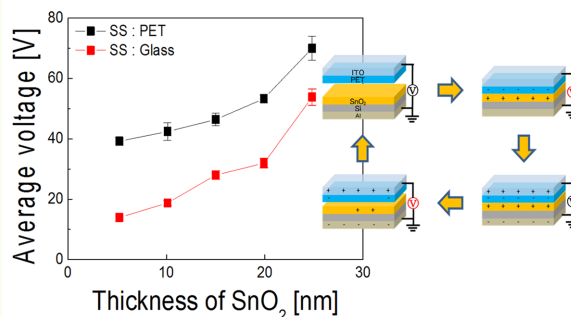 SS : PET
SS : Glass
Average voltage [V]
80
60
40
20
0
0
10
20
30
Thickness of SnO₂ [nm]
ITO
PET
SnO₂
Si
Al
V
- - - -
+ + + + +
V
+ + + + +
- - - -
+ + + + +
- - - - -
V
+ + + + +
- -
+ +
- - - - -
V